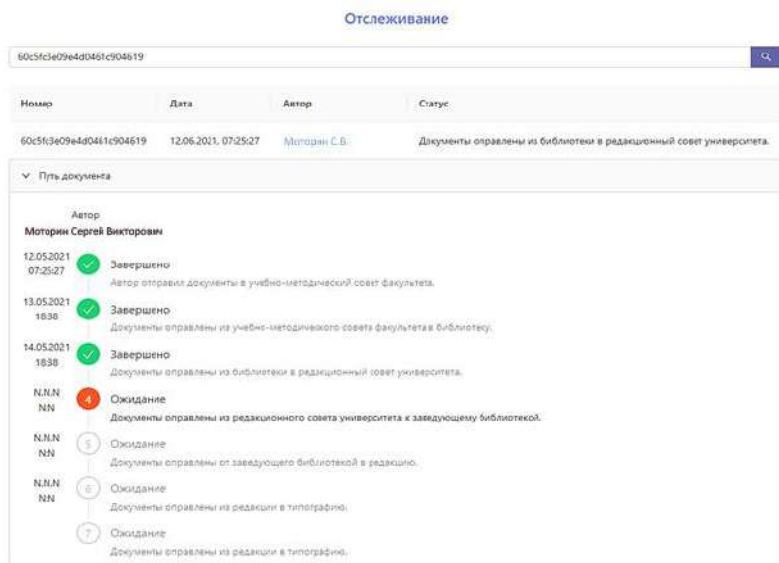 Отслеживание
60c5fc3e09e4d0461c904619
Номер Дата Автор Статус
60c5fc3e09e4d0461c904619 12.06.2021, 07:25:27 Моторин С.В. Документы оправлены из библиотеки в редакционный совет университета.
Путь документа
Автор
Моторин Сергей Викторович
12.05.2021
07:25:27
Завершено
Автор отправил документы в учебно-методический совет факультета.
13.05.2021
18:38
Завершено
Документы оправлены из учебно-методического совета факультета в библиотеку.
14.05.2021
18:38
Завершено
Документы оправлены из библиотеки в редакционный совет университета.
N.N.N
N:N
4 Ожидание
Документы оправлены из редакционного совета университета к заведующему библиотекой.
N.N.N
N:N
5 Ожидание
Документы оправлены от заведующего библиотекой в редакцию.
N.N.N
N:N
6 Ожидание
Документы оправлены из редакции в типографию.
7 Ожидание
Документы оправлены из редакции в типографию.